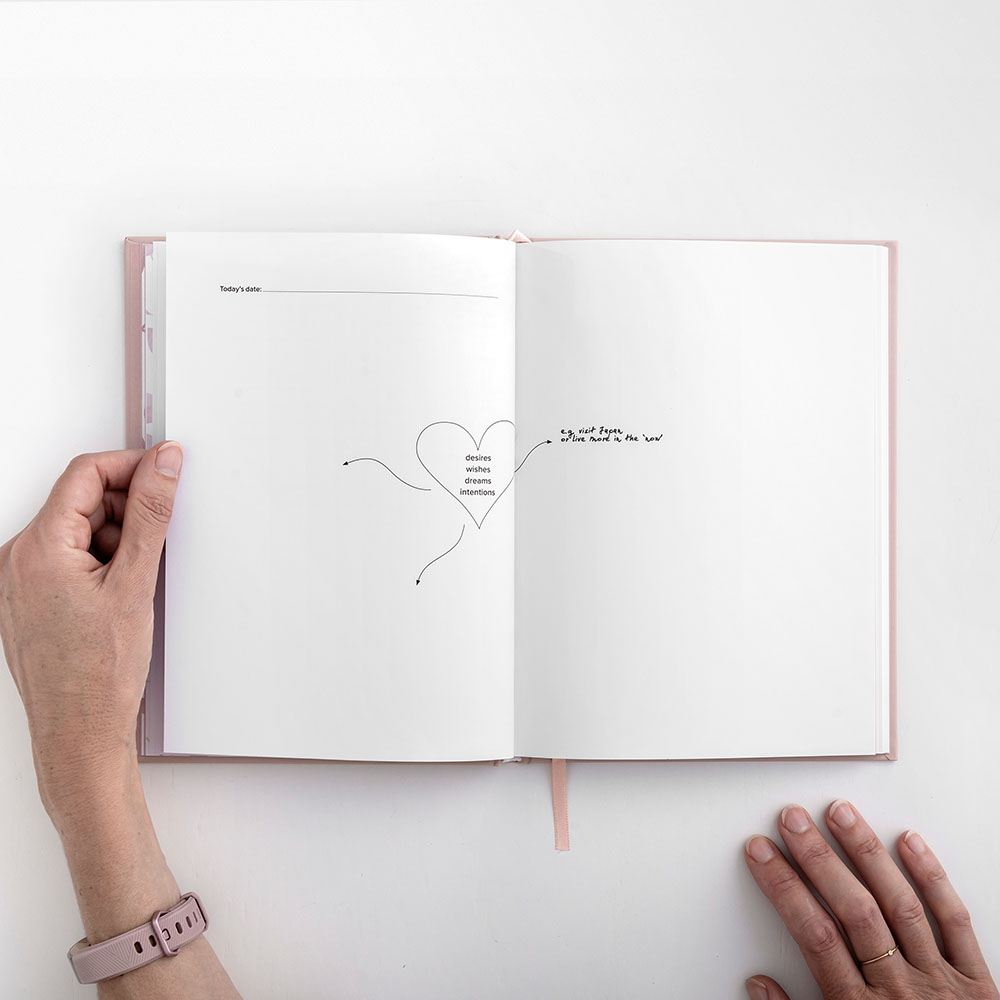 Today's date:
desires
wishes
dreams
intentions
e.g. visit Japan
or live more in the 'now'